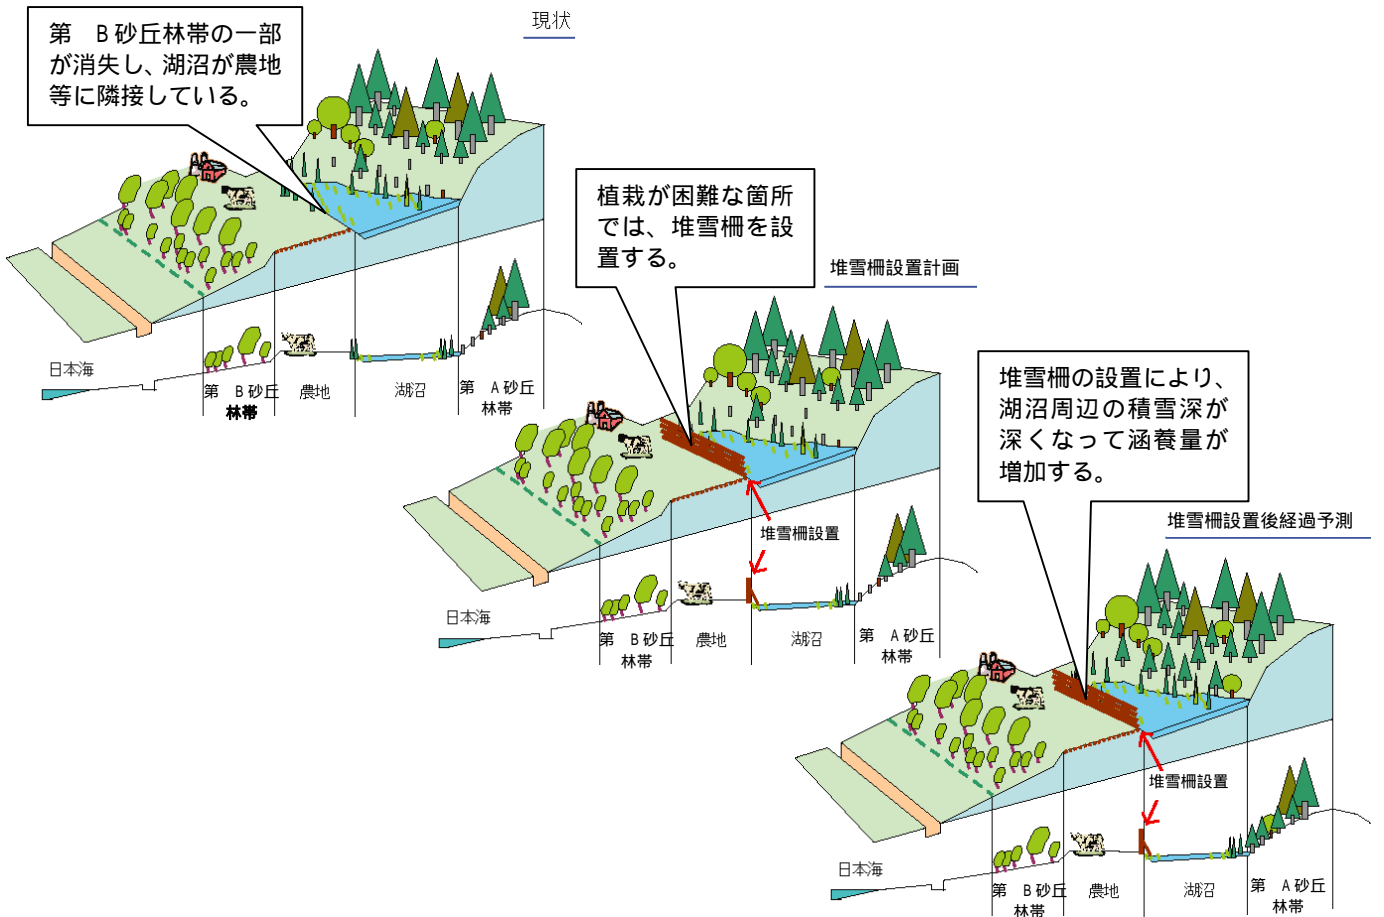 現状
第　B砂丘林帯の一部
が消失し、湖沼が農地
等に隣接している。
日本海
第　B砂丘
林帯
農地
湖沼
第　A砂丘
林帯
堆雪柵設置計画
植栽が困難な箇所
では、堆雪柵を設
置する。
堆雪柵設置
日本海
第　B砂丘
林帯
農地
湖沼
第　A砂丘
林帯
堆雪柵設置後経過予測
堆雪柵の設置により、
湖沼周辺の積雪深が
深くなって涵養量が
増加する。
堆雪柵設置
日本海
第　B砂丘
林帯
農地
湖沼
第　A砂丘
林帯